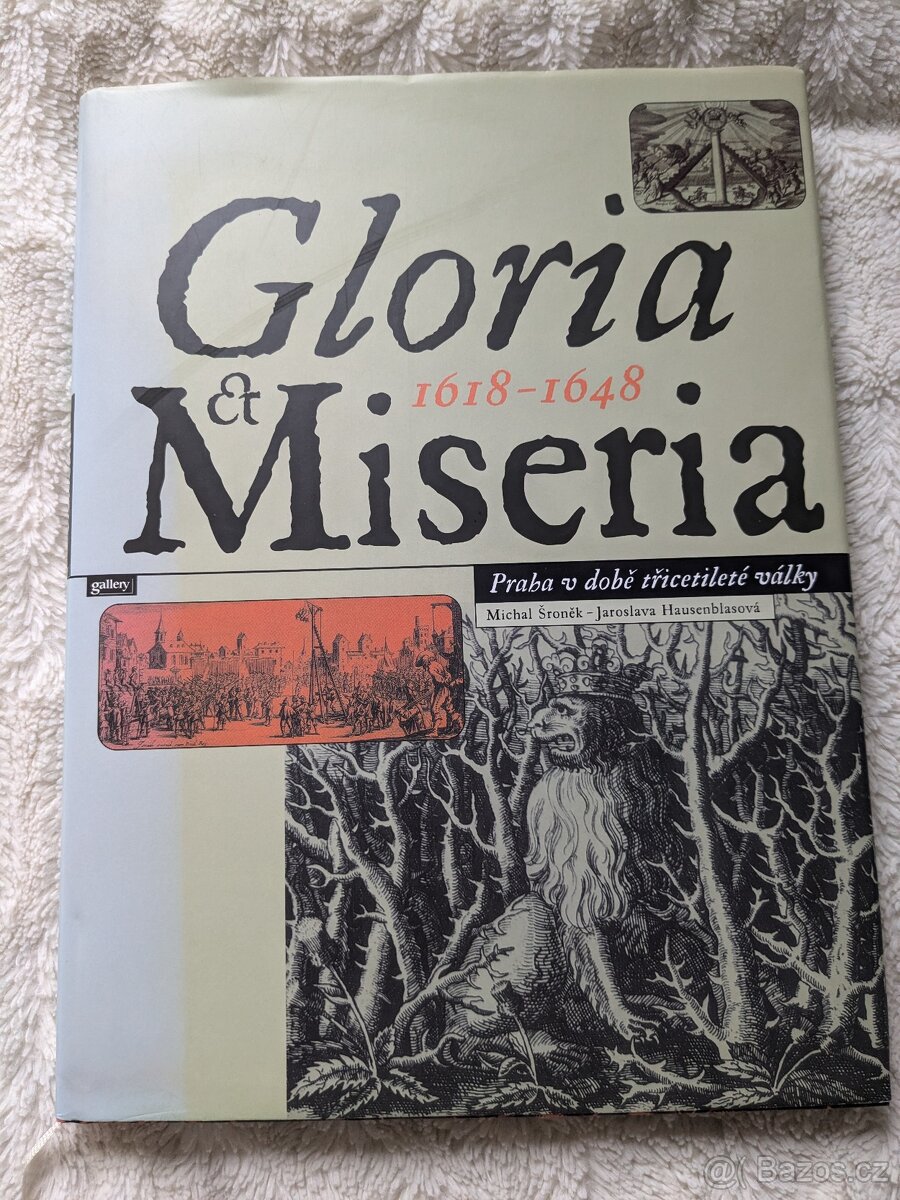 Gloria
& 1618–1648
Miseria
gallery
Praha v době třicetileté války
Michal Šroněk – Jaroslava Hausenblasová
@( Bazos.cz